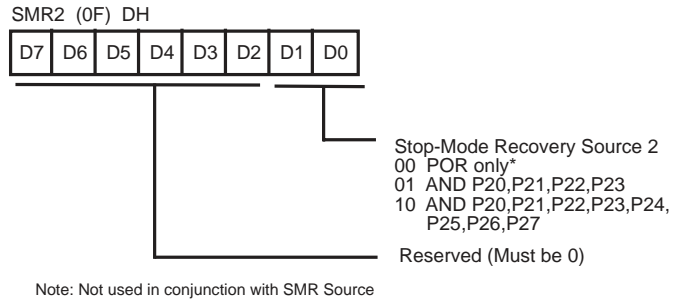 SMR2 (0F) DH
D7 D6 D5 D4 D3 D2 D1 D0
Stop-Mode Recovery Source 2
00 POR only*
01 AND P20,P21,P22,P23
10 AND P20,P21,P22,P23,P24,
P25,P26,P27
Reserved (Must be 0)
Note: Not used in conjunction with SMR Source